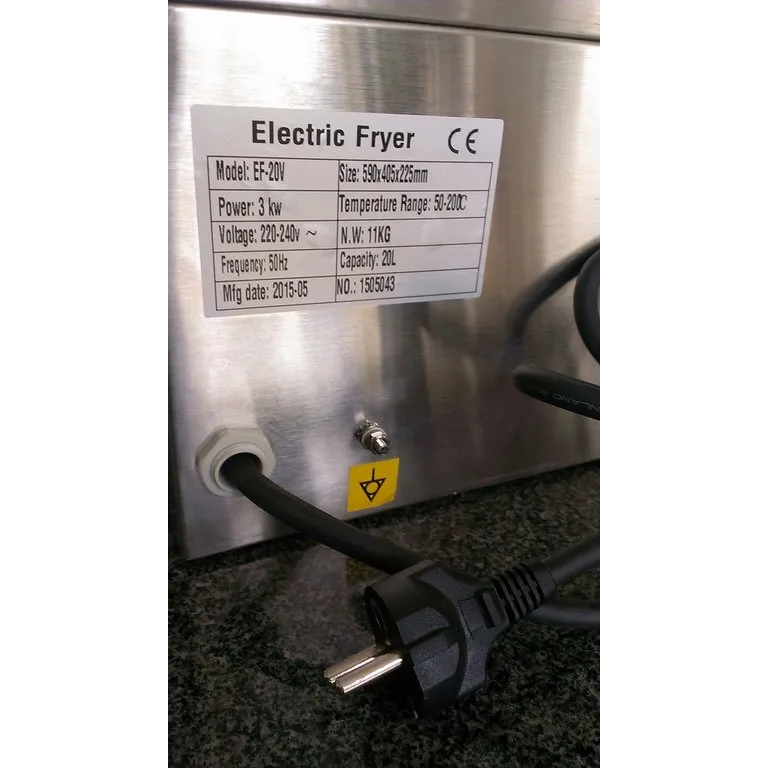 Electric Fryer CE
Model: EF-20V Size: 590x405x225mm
Power: 3 kw Temperature Range: 50-200℃
Voltage: 220-240v ~ N.W: 11KG
Frequency: 50Hz Capacity: 20L
Mfg date: 2015-05 NO.: 1505043